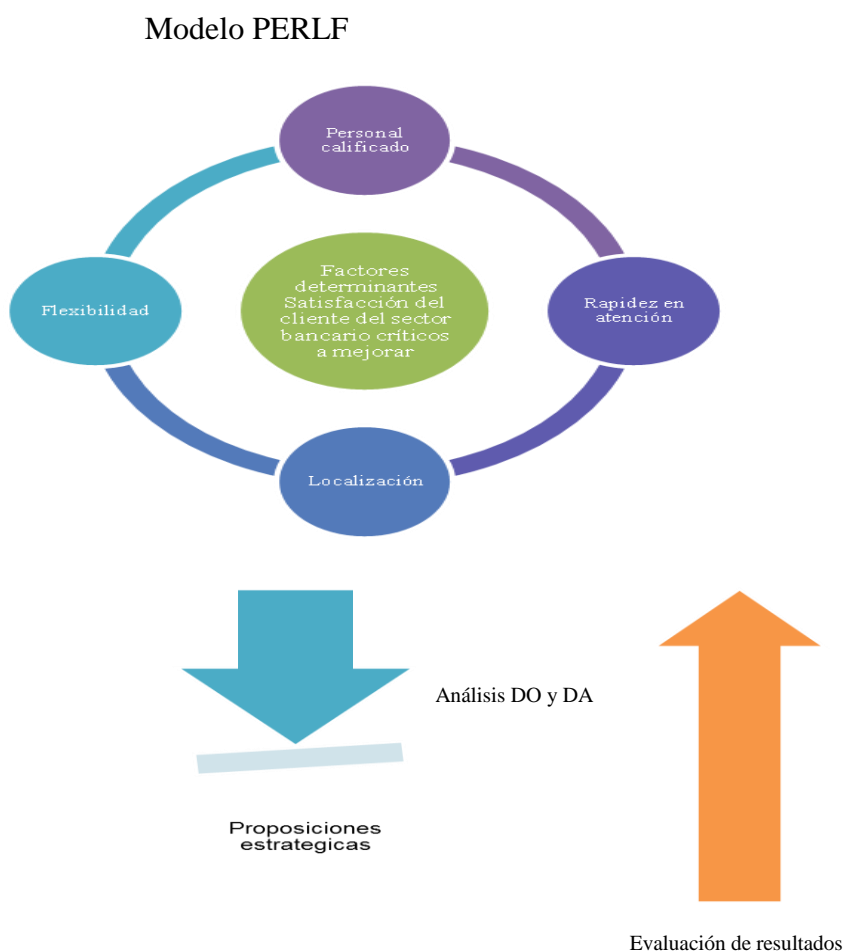 Modelo PERLF
Personal
calificado
Flexibilidad
Factores
determinantes
Satisfacción del
cliente del sector
bancario críticos
a mejorar
Rapidez en
atención
Localización
Análisis DO y DA
Proposiciones
estrategicas
Evaluación de resultados